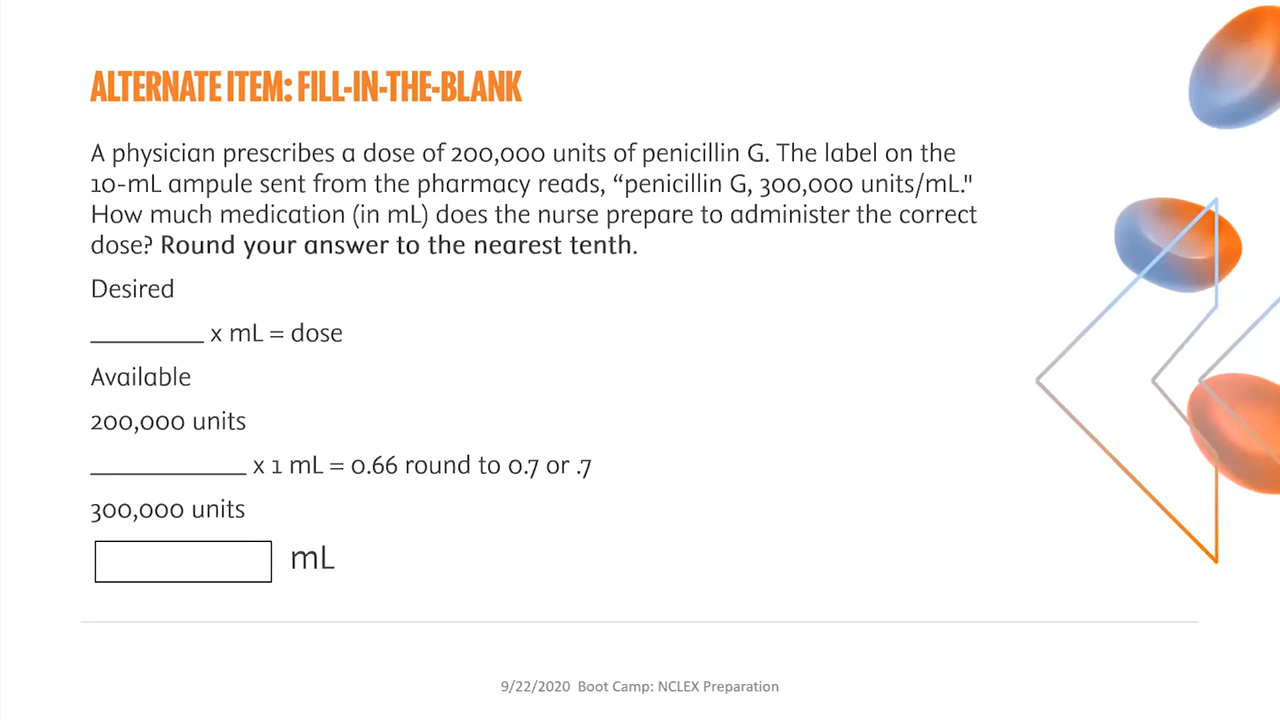 ALTERNATE ITEM: FILL-IN-THE-BLANK
A physician prescribes a dose of 200,000 units of penicillin G. The label on the
10-mL ampule sent from the pharmacy reads, “penicillin G, 300,000 units/mL."
How much medication (in mL) does the nurse prepare to administer the correct
dose? Round your answer to the nearest tenth.
Desired
_________ x mL = dose
Available
200,000 units
____________ x 1 mL = 0.66 round to 0.7 or .7
300,000 units
mL
9/22/2020 Boot Camp: NCLEX Preparation